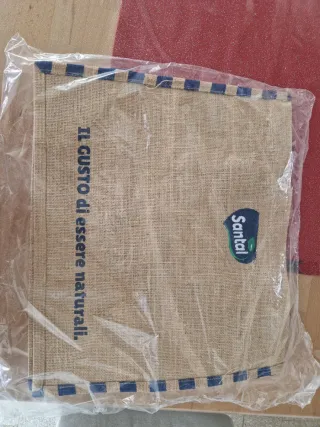 Santal
IL GUSTO di essere naturali.